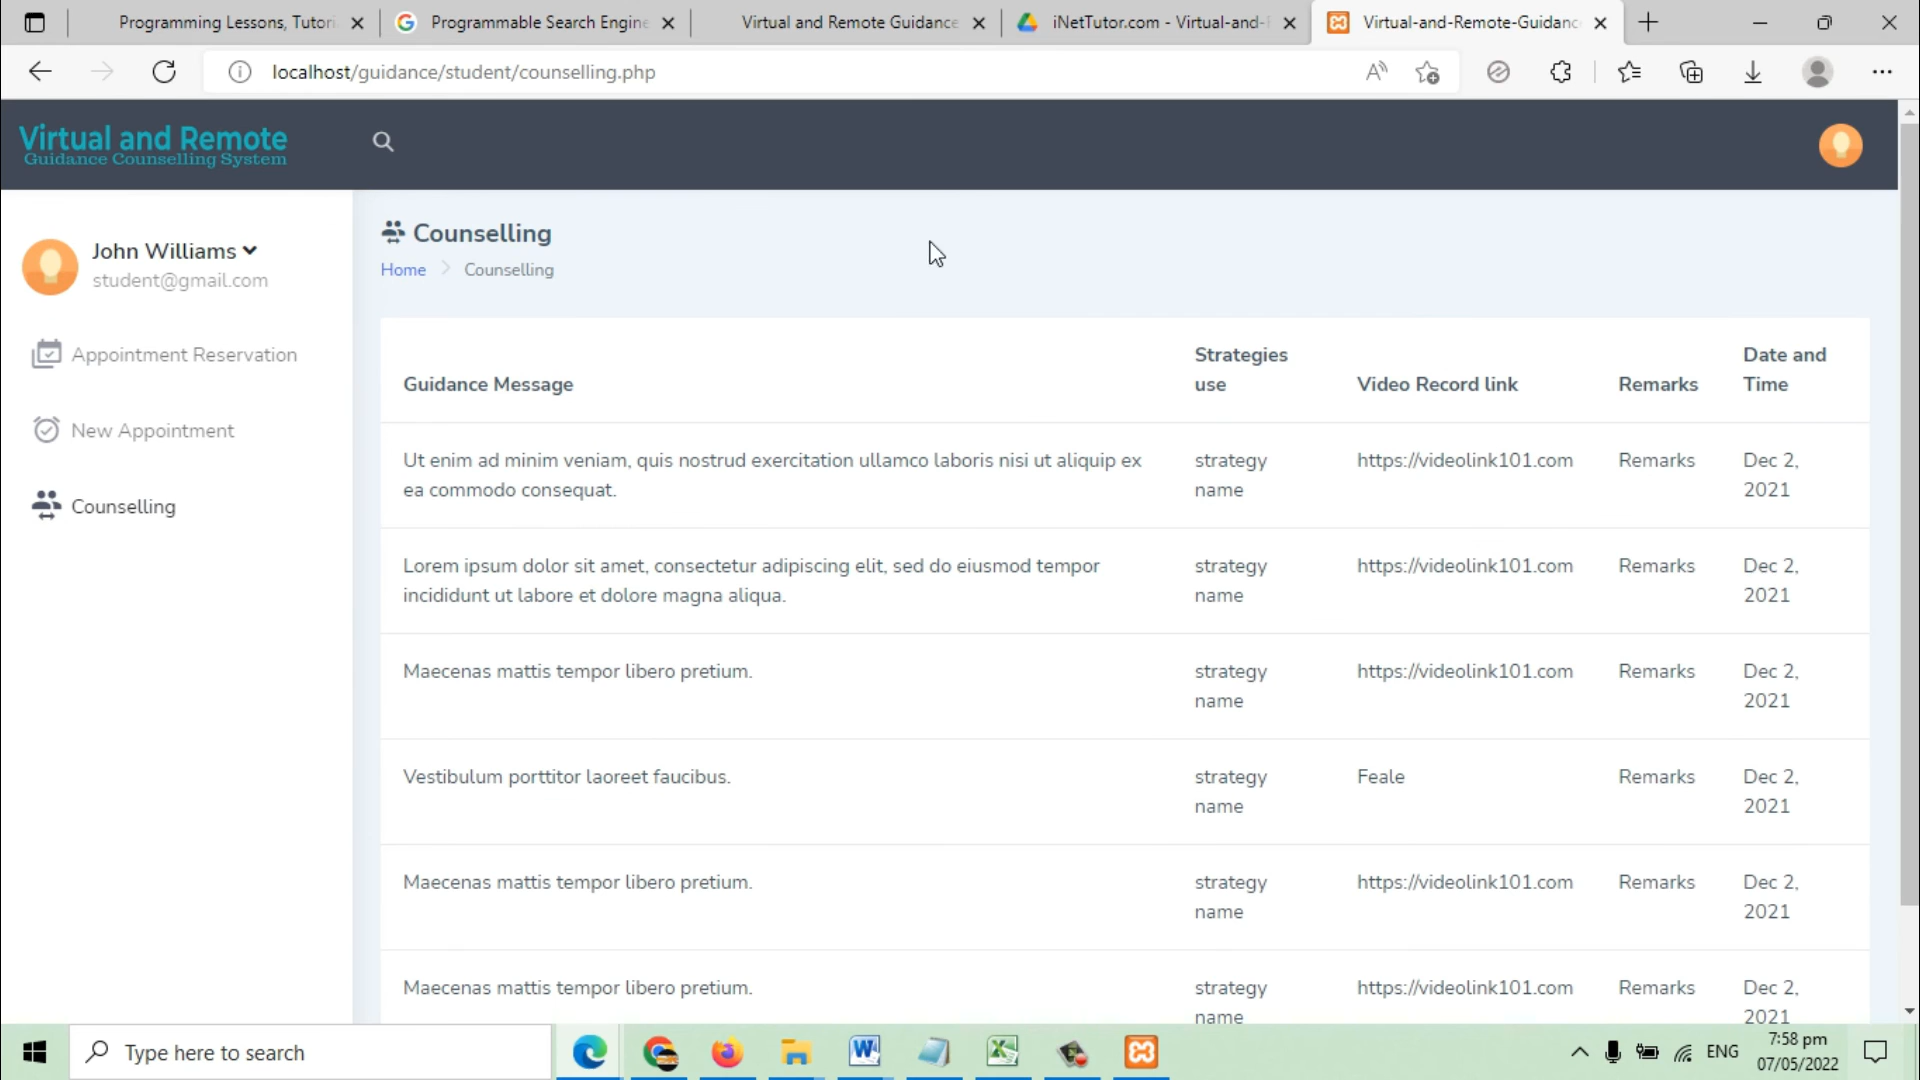 Programming Lessons, Tutori
Programmable Search Engine
Virtual and Remote Guidance
iNetTutor.com - Virtual-and-
Virtual-and-Remote-Guidanc
localhost/guidance/student/counselling.php
Virtual and Remote
Guidance Counselling System
John Williams
student@gmail.com
Appointment Reservation
New Appointment
Counselling
Counselling
Home > Counselling
Guidance Message
Strategies
use
Video Record link
Remarks
Date and
Time
Ut enim ad minim veniam, quis nostrud exercitation ullamco laboris nisi ut aliquip ex
ea commodo consequat.
strategy
name
https://videolink101.com
Remarks
Dec 2,
2021
Lorem ipsum dolor sit amet, consectetur adipiscing elit, sed do eiusmod tempor
incididunt ut labore et dolore magna aliqua.
strategy
name
https://videolink101.com
Remarks
Dec 2,
2021
Maecenas mattis tempor libero pretium.
strategy
name
https://videolink101.com
Remarks
Dec 2,
2021
Vestibulum porttitor laoreet faucibus.
strategy
name
Feale
Remarks
Dec 2,
2021
Maecenas mattis tempor libero pretium.
strategy
name
https://videolink101.com
Remarks
Dec 2,
2021
Maecenas mattis tempor libero pretium.
strategy
name
https://videolink101.com
Remarks
Dec 2,
2021
Type here to search
ENG
7:58 pm
07/05/2022